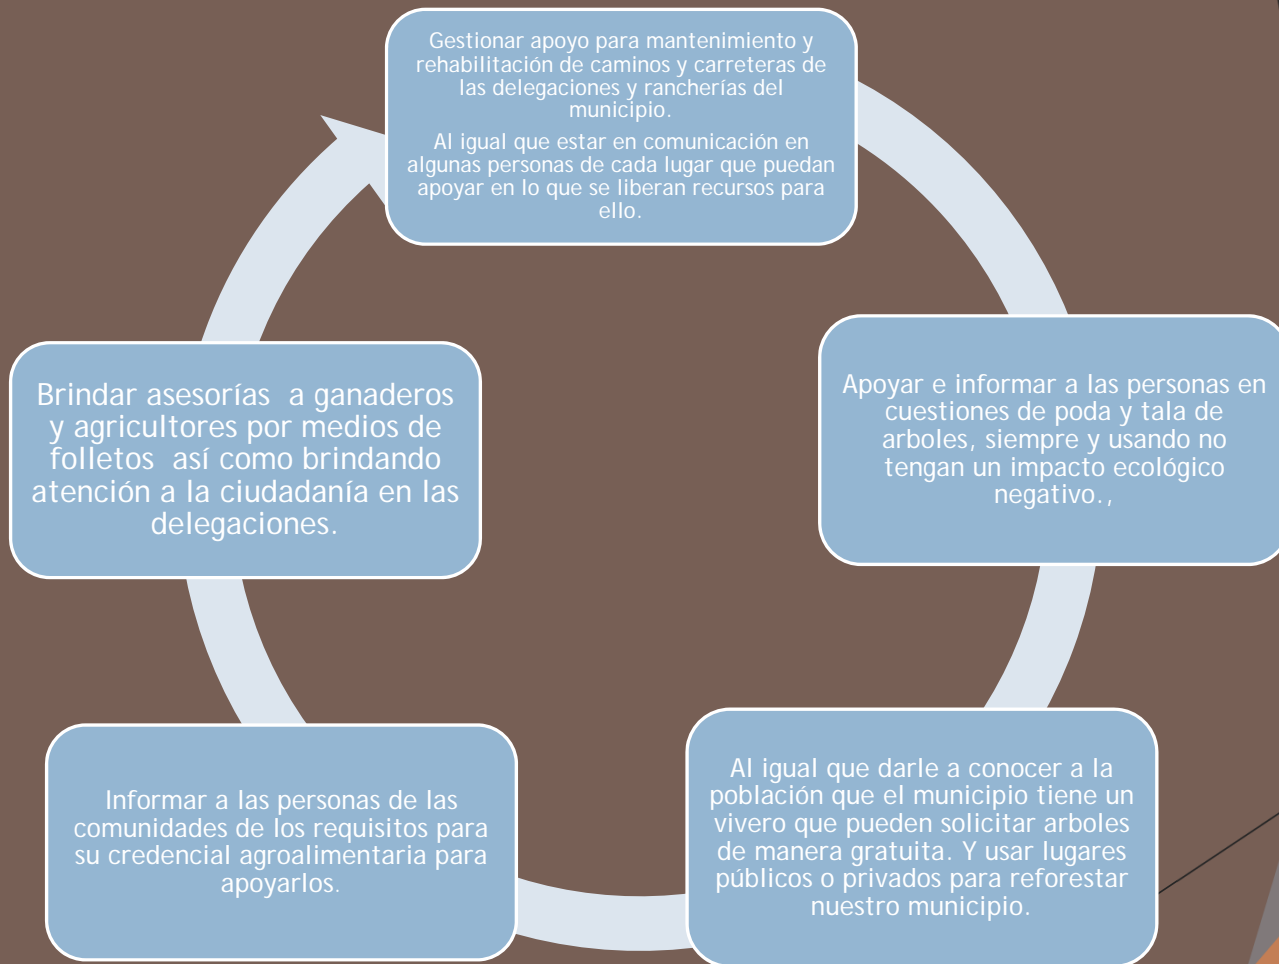 Gestionar apoyo para mantenimiento y
rehabilitación de caminos y carreteras de
las delegaciones y rancherías del
municipio.
Al igual que estar en comunicación en
algunas personas de cada lugar que puedan
apoyar en lo que se liberan recursos para
ello.
Apoyar e informar a las personas en
cuestiones de poda y tala de
arboles, siempre y usando no
tengan un impacto ecológico
negativo.,
Al igual que darle a conocer a la
población que el municipio tiene un
vivero que pueden solicitar arboles
de manera gratuita. Y usar lugares
públicos o privados para reforestar
nuestro municipio.
Informar a las personas de las
comunidades de los requisitos para
su credencial agroalimentaria para
apoyarlos.
Brindar asesorías  a ganaderos
y agricultores por medios de
folletos  así como brindando
atención a la ciudadanía en las
delegaciones.